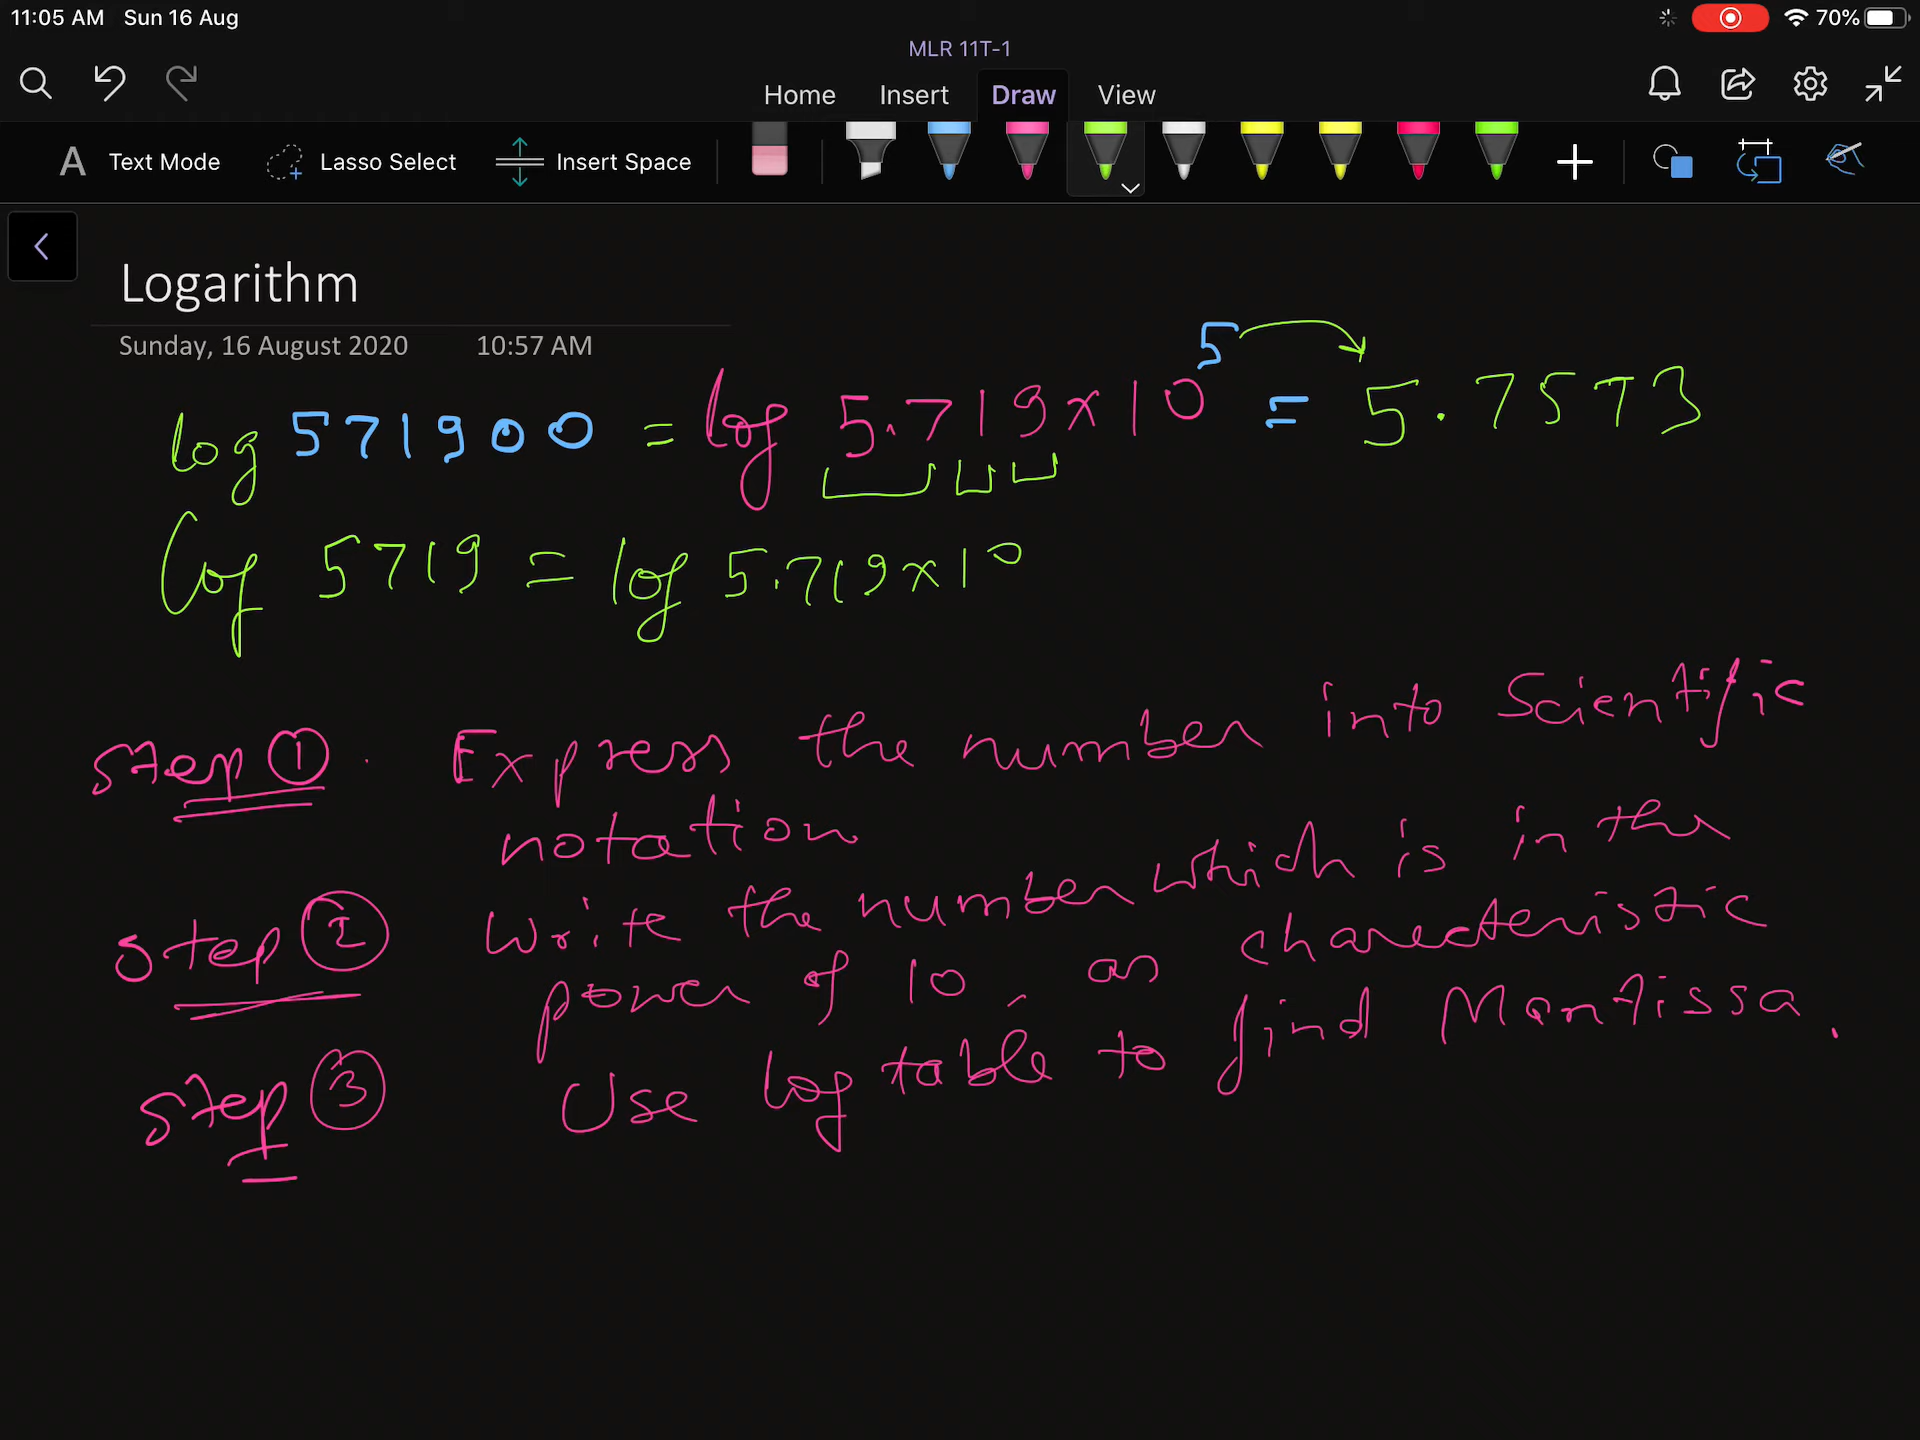 11:05 AM Sun 16 Aug 70%
MLR 11T-1
Home Insert Draw View
A Text Mode Lasso Select Insert Space
Logarithm
Sunday, 16 August 2020 10:57 AM
log 571900 = log 5.719x10⁵ = 5.7573
log 5719 = log 5.719x10
Step ① . Express the number into Scientific
notation
Step ② Write the number which is in the
power of 10, as charecteristic
Step ③ Use log table to find Mantissa.